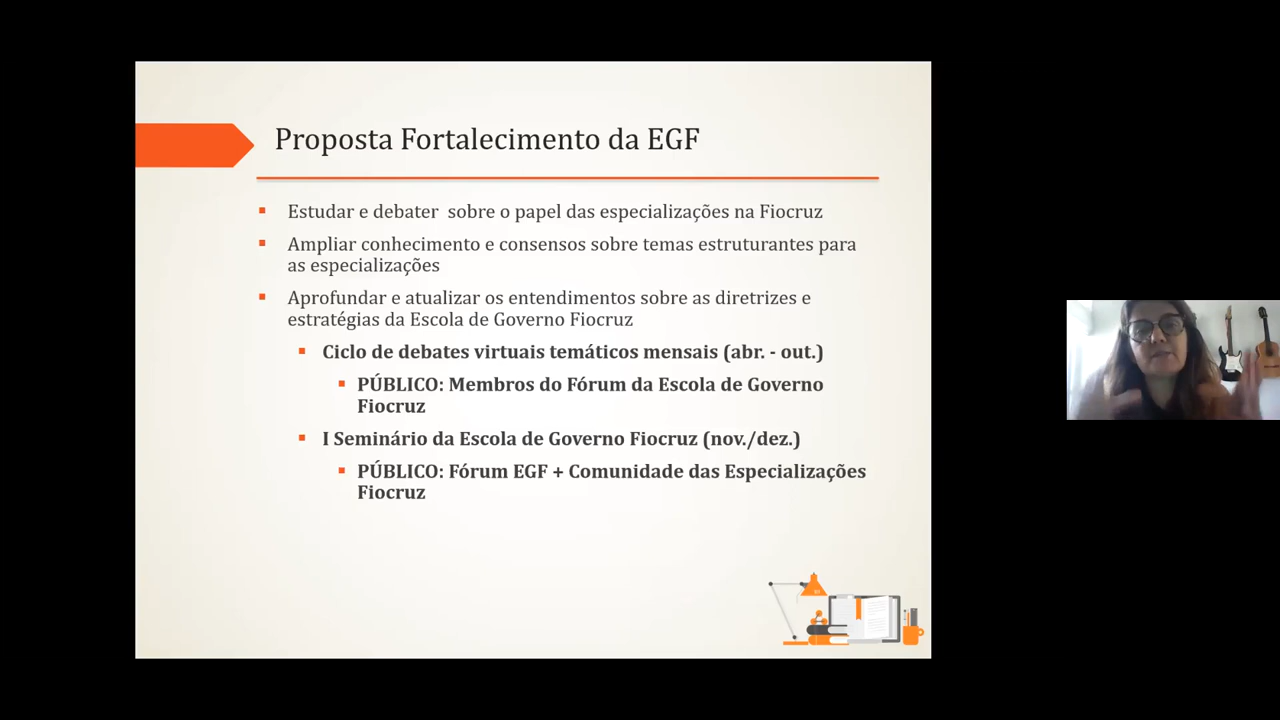 Proposta Fortalecimento da EGF
Estudar e debater sobre o papel das especializações na Fiocruz
Ampliar conhecimento e consensos sobre temas estruturantes para
as especializações
Aprofundar e atualizar os entendimentos sobre as diretrizes e
estratégias da Escola de Governo Fiocruz
Ciclo de debates virtuais temáticos mensais (abr. - out.)
PÚBLICO: Membros do Fórum da Escola de Governo
Fiocruz
I Seminário da Escola de Governo Fiocruz (nov./dez.)
PÚBLICO: Fórum EGF + Comunidade das Especializações
Fiocruz